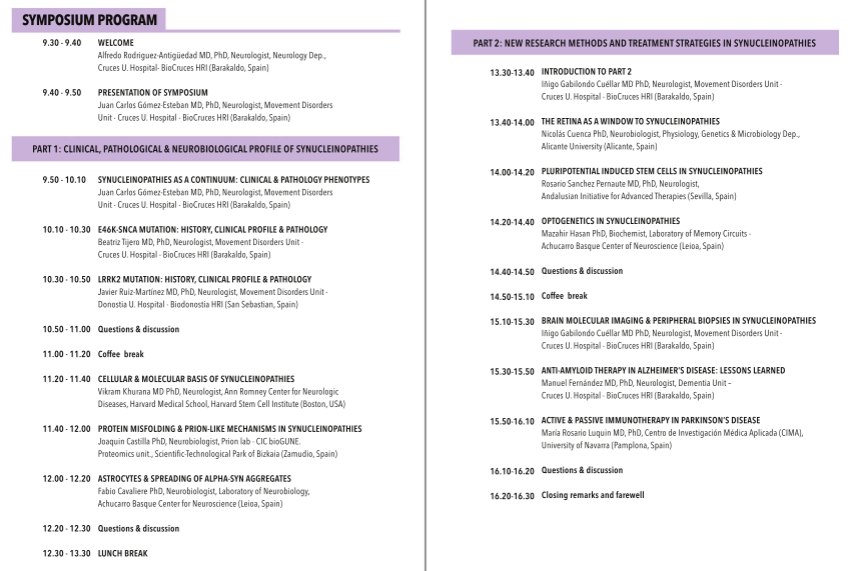 SYMPOSIUM PROGRAM
9.30 - 9.40 WELCOME
Alfredo Rodriguez-Antigüedad MD, PhD, Neurologist, Neurology Dep.,
Cruces U. Hospital- BioCruces HRI (Barakaldo, Spain)
9.40 - 9.50 PRESENTATION OF SYMPOSIUM
Juan Carlos Gómez-Esteban MD, PhD, Neurologist, Movement Disorders
Unit - Cruces U. Hospital - BioCruces HRI (Barakaldo, Spain)
PART 1: CLINICAL, PATHOLOGICAL & NEUROBIOLOGICAL PROFILE OF SYNUCLEINOPATHIES
9.50 - 10.10 SYNUCLEINOPATHIES AS A CONTINUUM: CLINICAL & PATHOLOGY PHENOTYPES
Juan Carlos Gómez-Esteban MD, PhD, Neurologist, Movement Disorders
Unit - Cruces U. Hospital - BioCruces HRI (Barakaldo, Spain)
10.10 - 10.30 E46K-SNCA MUTATION: HISTORY, CLINICAL PROFILE & PATHOLOGY
Beatriz Tijero MD, PhD, Neurologist, Movement Disorders Unit -
Cruces U. Hospital - BioCruces HRI (Barakaldo, Spain)
10.30 - 10.50 LRRK2 MUTATION: HISTORY, CLINICAL PROFILE & PATHOLOGY
Javier Ruiz-Martínez MD, PhD, Neurologist, Movement Disorders Unit -
Donostia U. Hospital - Biodonostia HRI (San Sebastian, Spain)
10.50 - 11.00 Questions & discussion
11.00 - 11.20 Coffee break
11.20 - 11.40 CELLULAR & MOLECULAR BASIS OF SYNUCLEINOPATHIES
Vikram Khurana MD PhD, Neurologist, Ann Romney Center for Neurologic
Diseases, Harvard Medical School, Harvard Stem Cell Institute (Boston, USA)
11.40 - 12.00 PROTEIN MISFOLDING & PRION-LIKE MECHANISMS IN SYNUCLEINOPATHIES
Joaquin Castilla PhD, Neurobiologist, Prion lab - CIC bioGUNE.
Proteomics unit., Scientific-Technological Park of Bizkaia (Zamudio, Spain)
12.00 - 12.20 ASTROCYTES & SPREADING OF ALPHA-SYN AGGREGATES
Fabio Cavaliere PhD, Neurobiologist, Laboratory of Neurobiology,
Achucarro Basque Center for Neuroscience (Leioa, Spain)
12.20 - 12.30 Questions & discussion
12.30 - 13.30 LUNCH BREAK
PART 2: NEW RESEARCH METHODS AND TREATMENT STRATEGIES IN SYNUCLEINOPATHIES
13.30-13.40 INTRODUCTION TO PART 2
Iñigo Gabilondo Cuéllar MD PhD, Neurologist, Movement Disorders Unit -
Cruces U. Hospital - BioCruces HRI (Barakaldo, Spain)
13.40-14.00 THE RETINA AS A WINDOW TO SYNUCLEINOPATHIES
Nicolás Cuenca PhD, Neurobiologist, Physiology, Genetics & Microbiology Dep.,
Alicante University (Alicante, Spain)
14.00-14.20 PLURIPOTENTIAL INDUCED STEM CELLS IN SYNUCLEINOPATHIES
Rosario Sanchez Pernaute MD, PhD, Neurologist,
Andalusian Initiative for Advanced Therapies (Sevilla, Spain)
14.20-14.40 OPTOGENETICS IN SYNUCLEINOPATHIES
Mazahir Hasan PhD, Biochemist, Laboratory of Memory Circuits -
Achucarro Basque Center of Neuroscience (Leioa, Spain)
14.40-14.50 Questions & discussion
14.50-15.10 Coffee break
15.10-15.30 BRAIN MOLECULAR IMAGING & PERIPHERAL BIOPSIES IN SYNUCLEINOPATHIES
Iñigo Gabilondo Cuéllar MD PhD, Neurologist, Movement Disorders Unit -
Cruces U. Hospital - BioCruces HRI (Barakaldo, Spain)
15.30-15.50 ANTI-AMYLOID THERAPY IN ALZHEIMER'S DISEASE: LESSONS LEARNED
Manuel Fernández MD, PhD, Neurologist, Dementia Unit –
Cruces U. Hospital - BioCruces HRI (Barakaldo, Spain)
15.50-16.10 ACTIVE & PASSIVE IMMUNOTHERAPY IN PARKINSON'S DISEASE
María Rosario Luquin MD, PhD, Centro de Investigación Médica Aplicada (CIMA),
University of Navarra (Pamplona, Spain)
16.10-16.20 Questions & discussion
16.20-16.30 Closing remarks and farewell